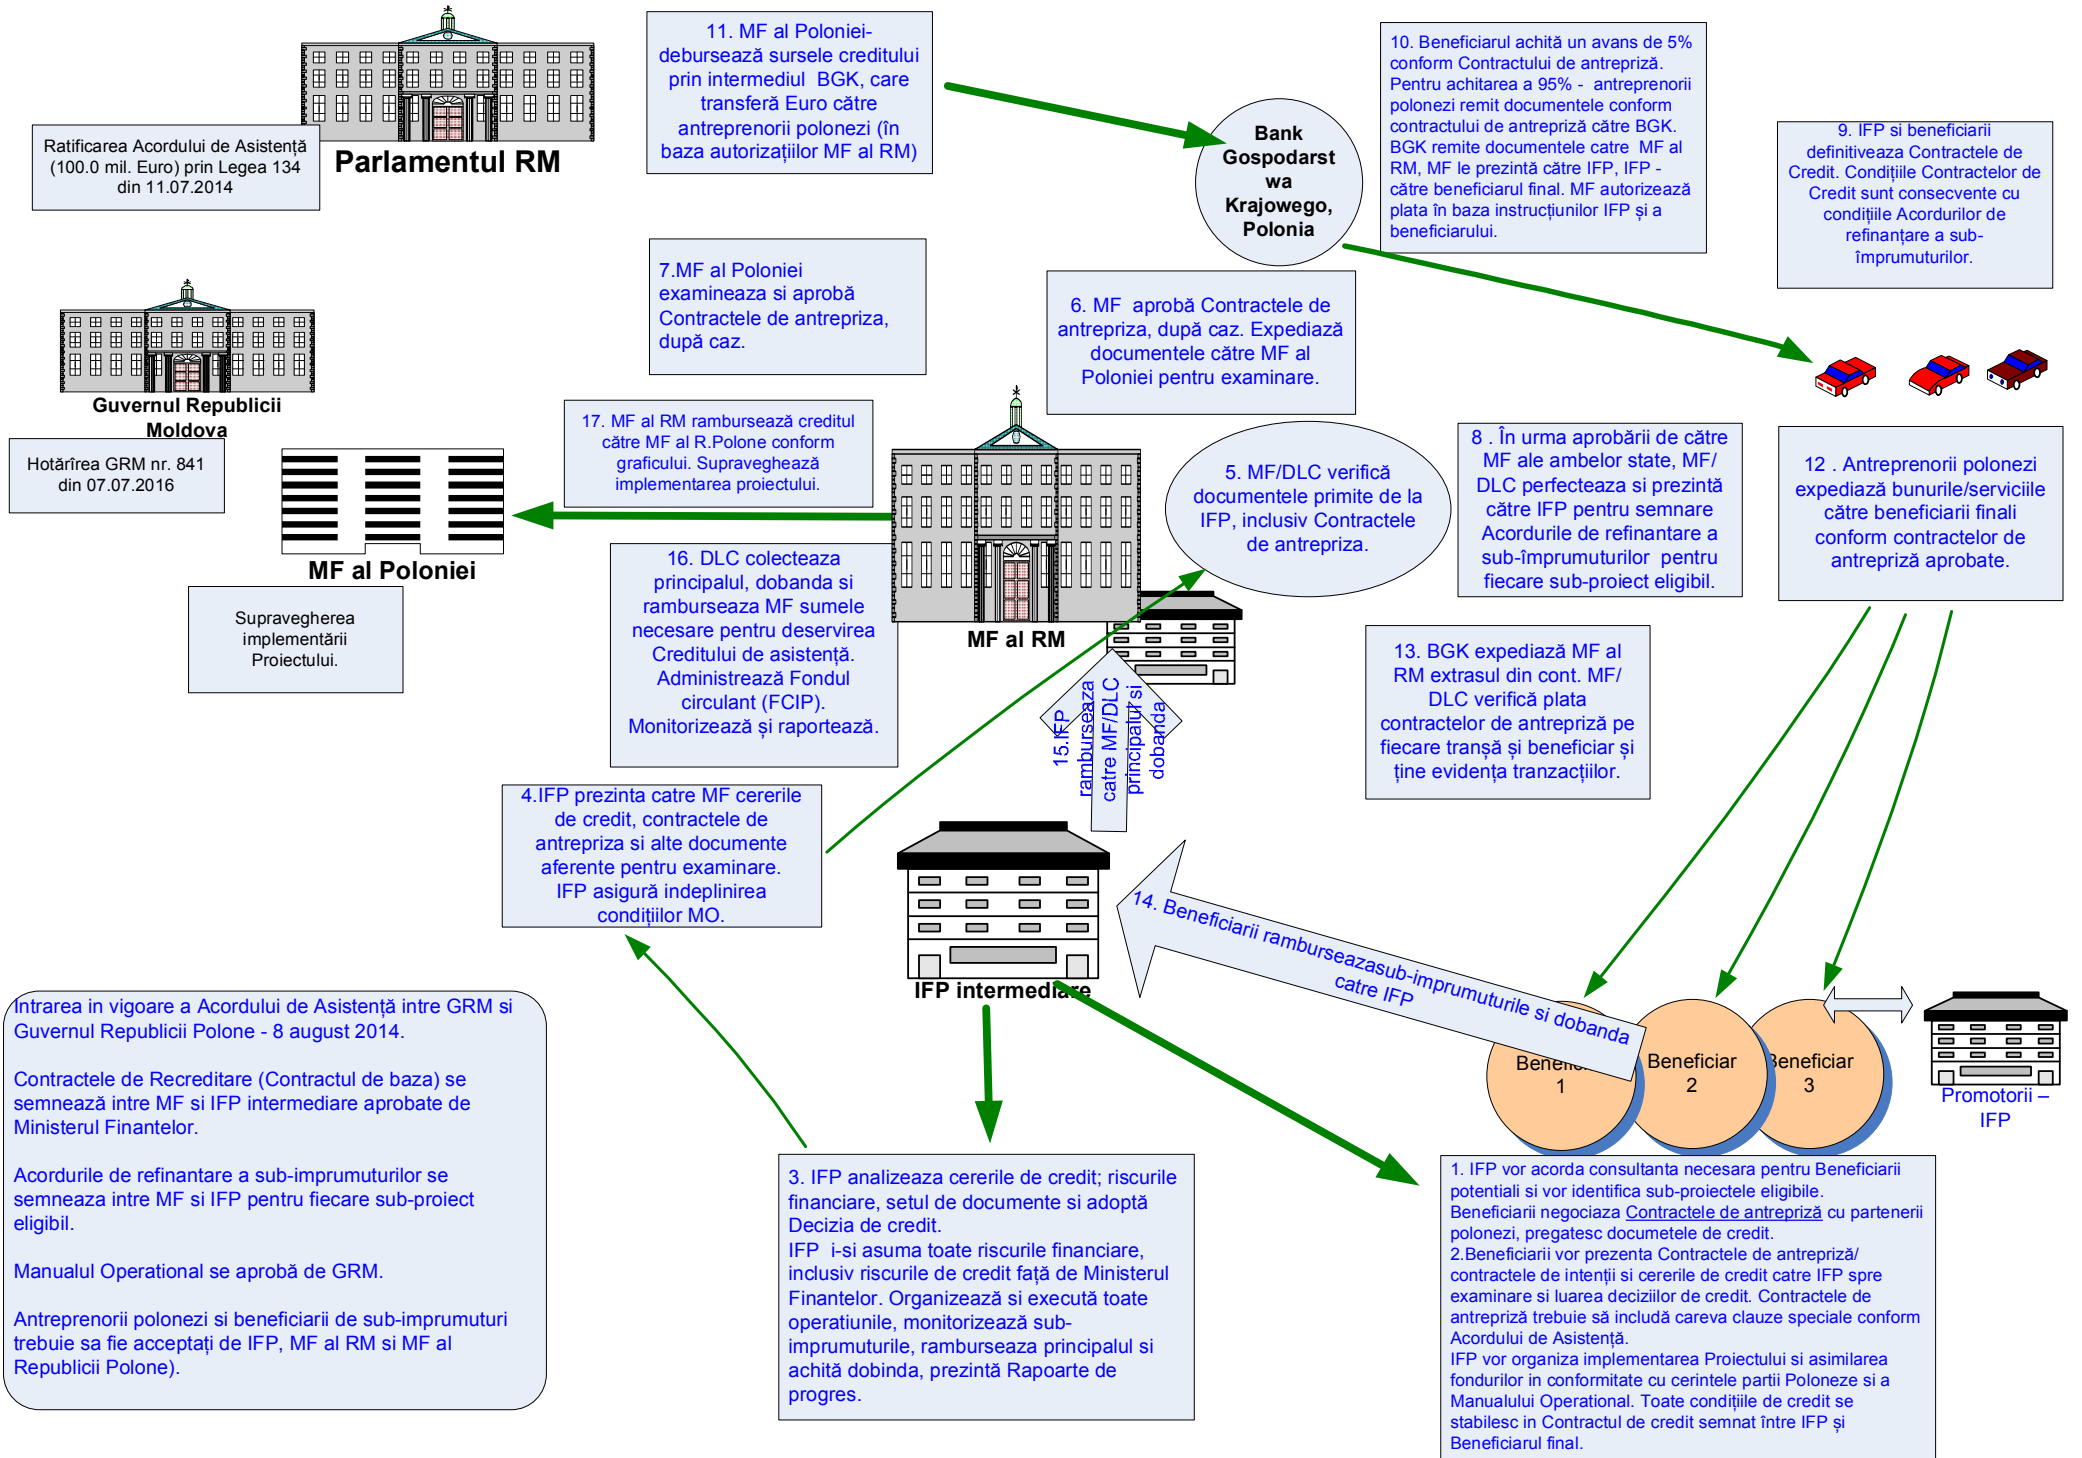 11. MF al Poloniei-
debursează sursele creditului
prin intermediul  BGK, care
transferă Euro către
antreprenorii polonezi (în
baza autorizațiilor MF al RM)
10. Beneficiarul achită un avans de 5%
conform Contractului de antrepriză.
Pentru achitarea a 95% -  antreprenorii
polonezi remit documentele conform
contractului de antrepriză către BGK.
BGK remite documentele catre  MF al
RM, MF le prezintă către IFP, IFP -
către beneficiarul final. MF autorizează
plata în baza instrucțiunilor IFP și a
beneficiarului.
Ratificarea Acordului de Asistență
(100.0 mil. Euro) prin Legea 134
din 11.07.2014
Parlamentul RM
Bank
Gospodarst
wa
Krajowego,
Polonia
9. IFP si beneficiarii
definitiveaza Contractele de
Credit. Condițiile Contractelor de
Credit sunt consecvente cu
condițiile Acordurilor de
refinanțare a sub-
împrumuturilor.
7.MF al Poloniei
examineaza si aprobă
Contractele de antrepriza,
după caz.
6. MF  aprobă Contractele de
antrepriza, după caz. Expediază
documentele către MF al
Poloniei pentru examinare.
Guvernul Republicii
Moldova
Hotărîrea GRM nr. 841
din 07.07.2016
17. MF al RM rambursează creditul
către MF al R.Polone conform
graficului. Supraveghează
implementarea proiectului.
5. MF/DLC verifică
documentele primite de la
IFP, inclusiv Contractele
de antrepriza.
8 . În urma aprobării de către
MF ale ambelor state, MF/
DLC perfecteaza si prezintă
către IFP pentru semnare
Acordurile de refinantare a
sub-împrumuturilor  pentru
fiecare sub-proiect eligibil.
12 . Antreprenorii polonezi
expediază bunurile/serviciile
către beneficiarii finali
conform contractelor de
antrepriză aprobate.
MF al Poloniei
Supravegherea
implementării
Proiectului.
16. DLC colecteaza
principalul, dobanda si
ramburseaza MF sumele
necesare pentru deservirea
Creditului de asistență.
Administrează Fondul
circulant (FCIP).
Monitorizează și raportează.
MF al RM
13. BGK expediază MF al
RM extrasul din cont. MF/
DLC verifică plata
contractelor de antrepriză pe
fiecare tranșă și beneficiar și
ține evidența tranzacțiilor.
15.IFP
ramburseaza
catre MF/DLC
principalul si
dobanda
4.IFP prezinta catre MF cererile
de credit, contractele de
antrepriza si alte documente
aferente pentru examinare.
IFP asigură indeplinirea
condițiilor MO.
IFP intermediare
14. Beneficiarii ramburseazasub-imprumuturile si dobanda
catre IFP
1
Beneficiar
2
Beneficiar
3
Promotorii –
IFP
Intrarea in vigoare a Acordului de Asistență intre GRM si
Guvernul Republicii Polone - 8 august 2014.
Contractele de Recreditare (Contractul de baza) se
semnează intre MF si IFP intermediare aprobate de
Ministerul Finantelor.
Acordurile de refinantare a sub-imprumuturilor se
semneaza intre MF si IFP pentru fiecare sub-proiect
eligibil.
Manualul Operational se aprobă de GRM.
Antreprenorii polonezi si beneficiarii de sub-imprumuturi
trebuie sa fie acceptați de IFP, MF al RM si MF al
Republicii Polone).
3. IFP analizeaza cererile de credit; riscurile
financiare, setul de documente si adoptă
Decizia de credit.
IFP  i-si asuma toate riscurile financiare,
inclusiv riscurile de credit față de Ministerul
Finantelor. Organizează si execută toate
operatiunile, monitorizează sub-
imprumuturile, ramburseaza principalul si
achită dobinda, prezintă Rapoarte de
progres.
1. IFP vor acorda consultanta necesara pentru Beneficiarii
potentiali si vor identifica sub-proiectele eligibile.
Beneficiarii negociaza Contractele de antrepriză cu partenerii
polonezi, pregatesc documetele de credit.
2.Beneficiarii vor prezenta Contractele de antrepriză/
contractele de intenții si cererile de credit catre IFP spre
examinare si luarea deciziilor de credit. Contractele de
antrepriză trebuie să includă careva clauze speciale conform
Acordului de Asistență.
IFP vor organiza implementarea Proiectului si asimilarea
fondurilor in conformitate cu cerintele partii Poloneze si a
Manualului Operational. Toate condițiile de credit se
stabilesc in Contractul de credit semnat între IFP și
Beneficiarul final.